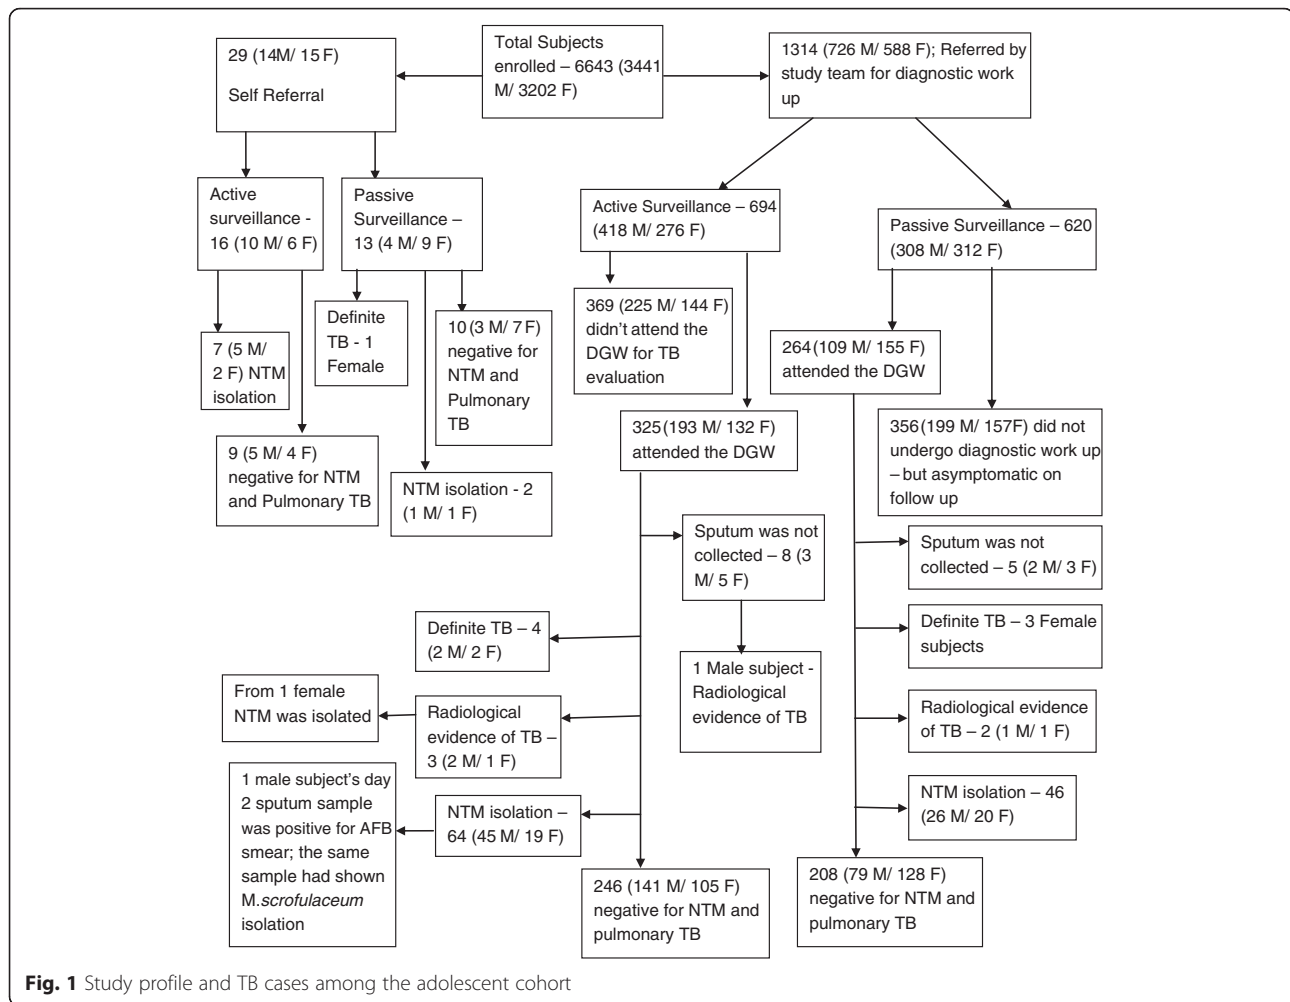 Total Subjects
enrolled – 6643 (3441
M/ 3202 F)
29 (14M/ 15 F)
Self Referral
1314 (726 M/ 588 F); Referred by
study team for diagnostic work
up
Active
surveillance -
16 (10 M/ 6 F)
Passive
Surveillance –
13 (4 M/ 9 F)
Active Surveillance – 694
(418 M/ 276 F)
Passive Surveillance – 620
(308 M/ 312 F)
7 (5 M/
2 F) NTM
isolation
9 (5 M/ 4 F)
negative for NTM
and Pulmonary TB
Definite
TB - 1
Female
NTM isolation - 2
(1 M/ 1 F)
10 (3 M/ 7 F)
negative for
NTM and
Pulmonary
TB
369 (225 M/ 144 F)
didn't attend the
DGW for TB
evaluation
325 (193 M/ 132 F)
attended the DGW
264 (109 M/ 155 F)
attended the DGW
356 (199 M/ 157F) did not
undergo diagnostic work up
– but asymptomatic on
follow up
Sputum was not
collected – 8 (3
M/ 5 F)
1 Male subject -
Radiological
evidence of TB
Definite TB – 4
(2 M/ 2 F)
Radiological
evidence of TB –
3 (2 M/ 1 F)
From 1 female
NTM was isolated
NTM isolation –
64 (45 M/ 19 F)
1 male subject's day
2 sputum sample
was positive for AFB
smear; the same
sample had shown
M.scrofulaceum
isolation
246 (141 M/ 105 F)
negative for NTM and
pulmonary TB
Sputum was not
collected – 5 (2 M/ 3 F)
Definite TB – 3 Female
subjects
Radiological evidence
of TB – 2 (1 M/ 1 F)
NTM isolation – 46
(26 M/ 20 F)
208 (79 M/ 128 F)
negative for NTM and
pulmonary TB
Fig. 1 Study profile and TB cases among the adolescent cohort